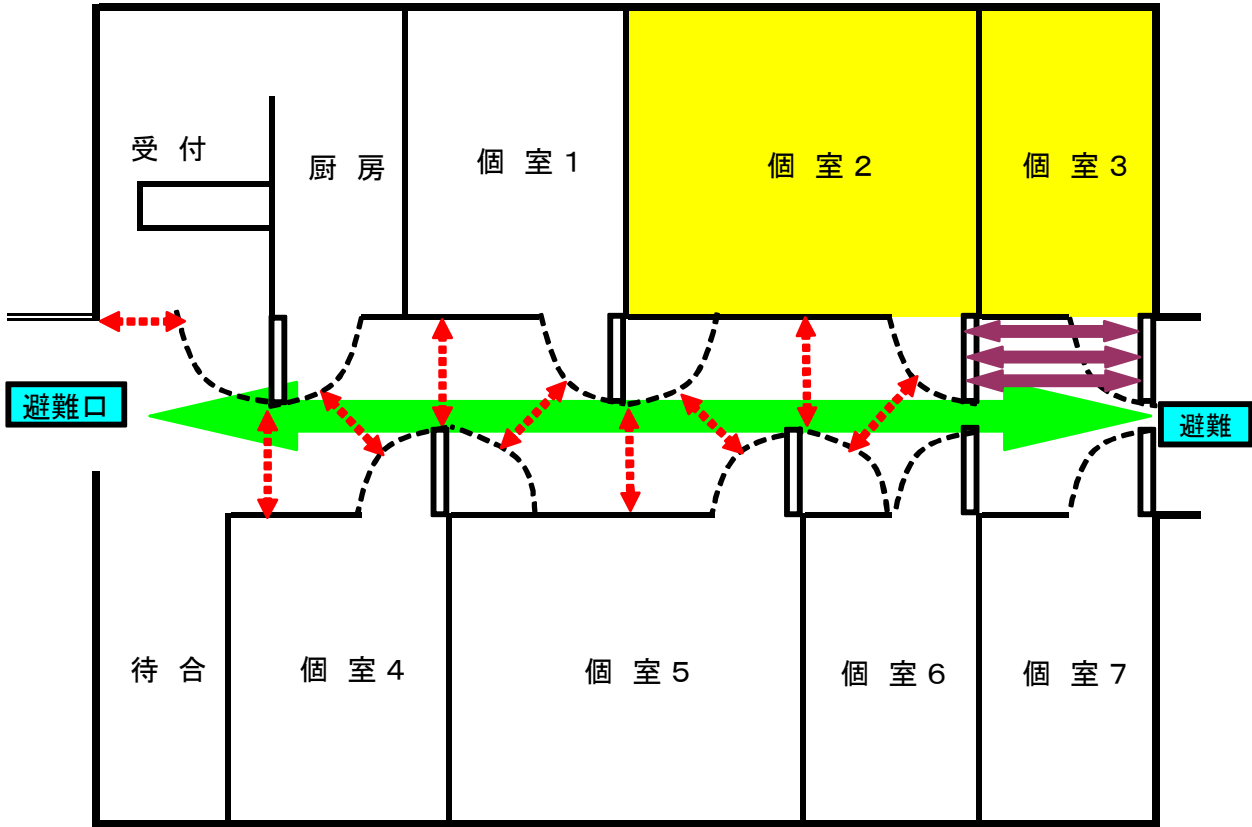 受 付
厨 房
個 室 1
個 室 2
個 室 3
避難口
避難
待 合
個 室 4
個 室 5
個 室 6
個 室 7